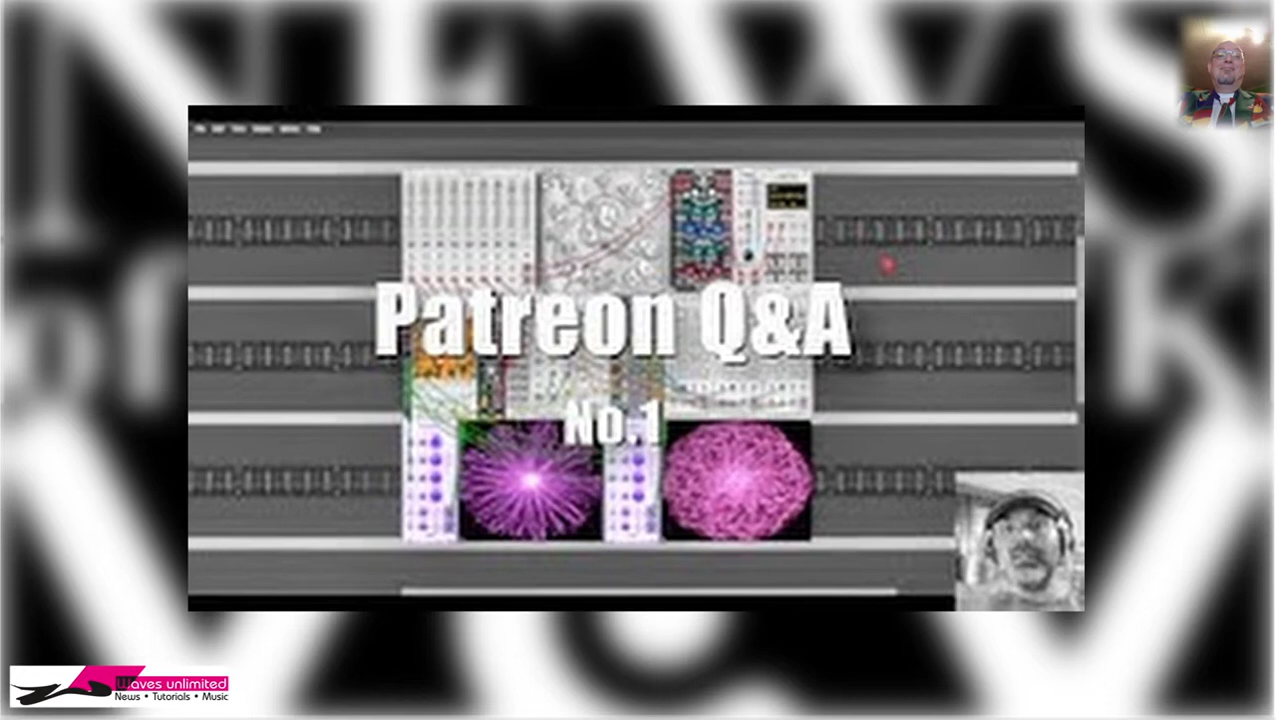 Patreon Q&A
No.1
Waves unlimited
News • Tutorials • Music